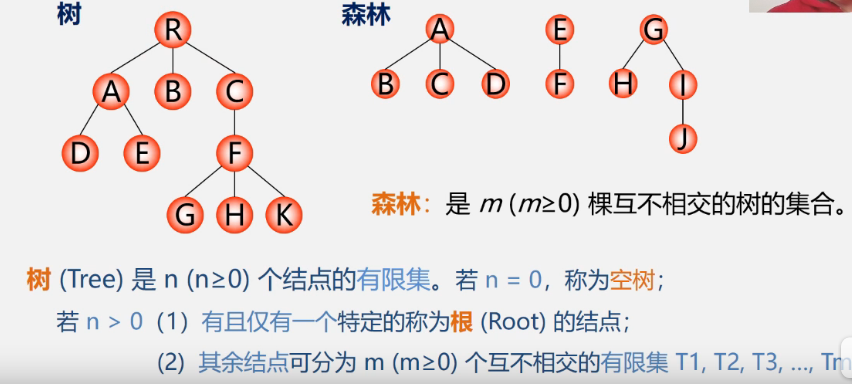 树
森林
R
A B C
D E F
G H K
A E G
B C D F H I
J
森林：是 m (m≥0) 棵互不相交的树的集合。
树 (Tree) 是 n (n≥0) 个结点的有限集。若 n = 0，称为空树；
若 n > 0（1）有且仅有一个特定的称为根 (Root) 的结点；
(2) 其余结点可分为 m (m≥0) 个互不相交的有限集 T1, T2, T3, …, Tm